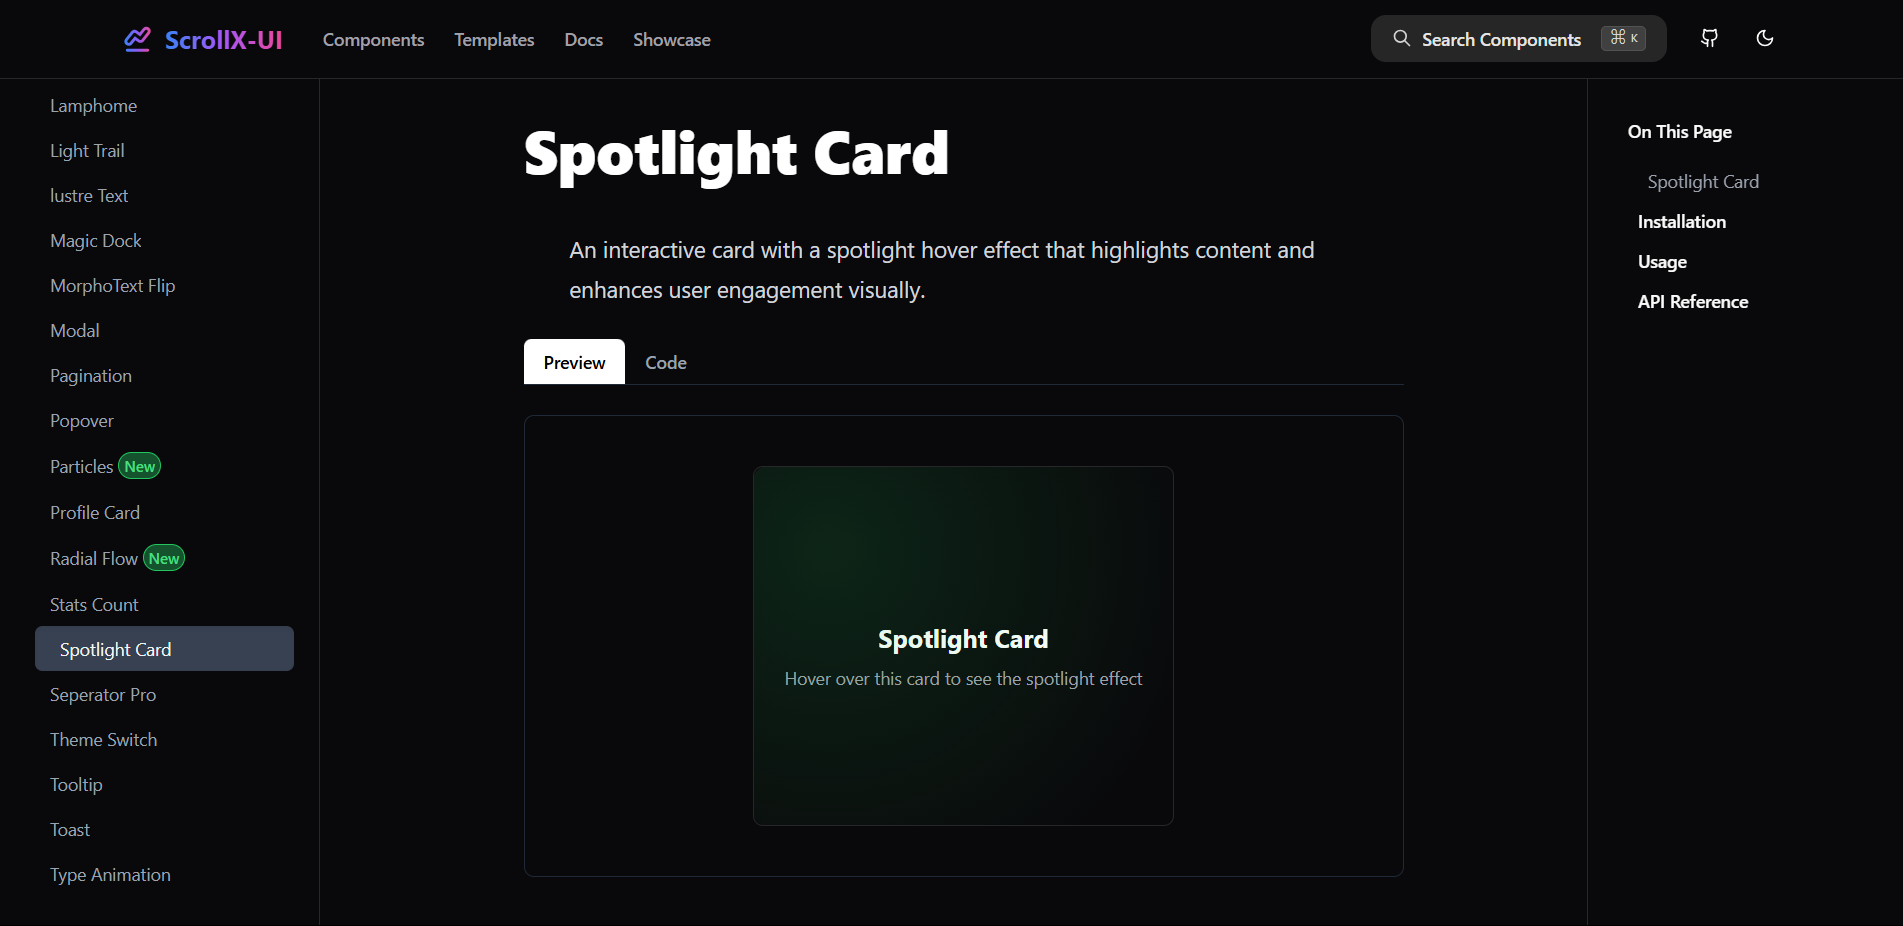 ScrollX-UI
Components
Templates
Docs
Showcase
Search Components
⌘ K
Lamphome
Light Trail
lustre Text
Magic Dock
MorphoText Flip
Modal
Pagination
Popover
Particles New
Profile Card
Radial Flow New
Stats Count
Spotlight Card
Seperator Pro
Theme Switch
Tooltip
Toast
Type Animation
Spotlight Card
An interactive card with a spotlight hover effect that highlights content and
enhances user engagement visually.
Preview
Code
Spotlight Card
Hover over this card to see the spotlight effect
On This Page
Spotlight Card
Installation
Usage
API Reference